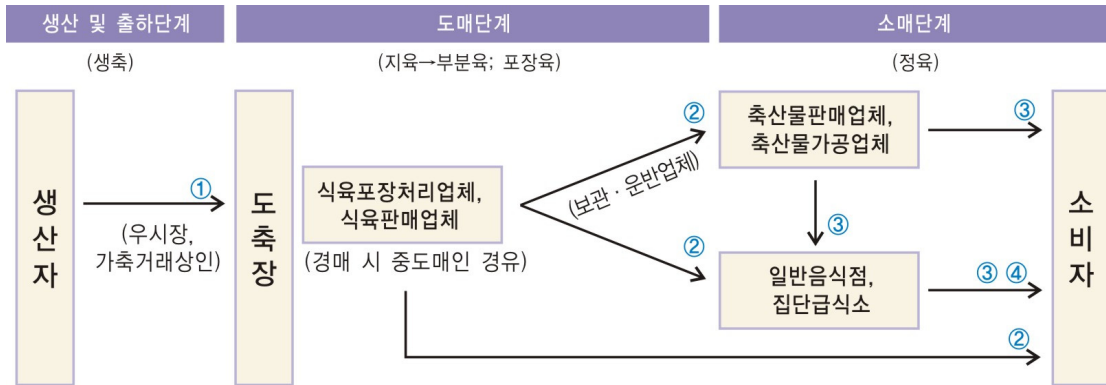 생산 및 출하단계
도매단계
소매단계
(생축)
(지육→부분육; 포장육)
(정육)
생산자
①
(우시장,
가축거래상인)
도축장
식육포장처리업체,
식육판매업체
(경매 시 중도매인 경유)
②
(보관 · 운반업체)
②
축산물판매업체,
축산물가공업체
③
③
일반음식점,
집단급식소
③ ④
②
소비자